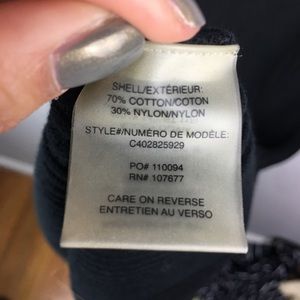 SHELL/EXTÉRIEUR:
70% COTTON/COTON
30% NYLON/NYLON
STYLE#/NUMÉRO DE MODÈLE:
C402825929
PO# 110094
RN# 107677
CARE ON REVERSE
ENTRETIEN AU VERSO